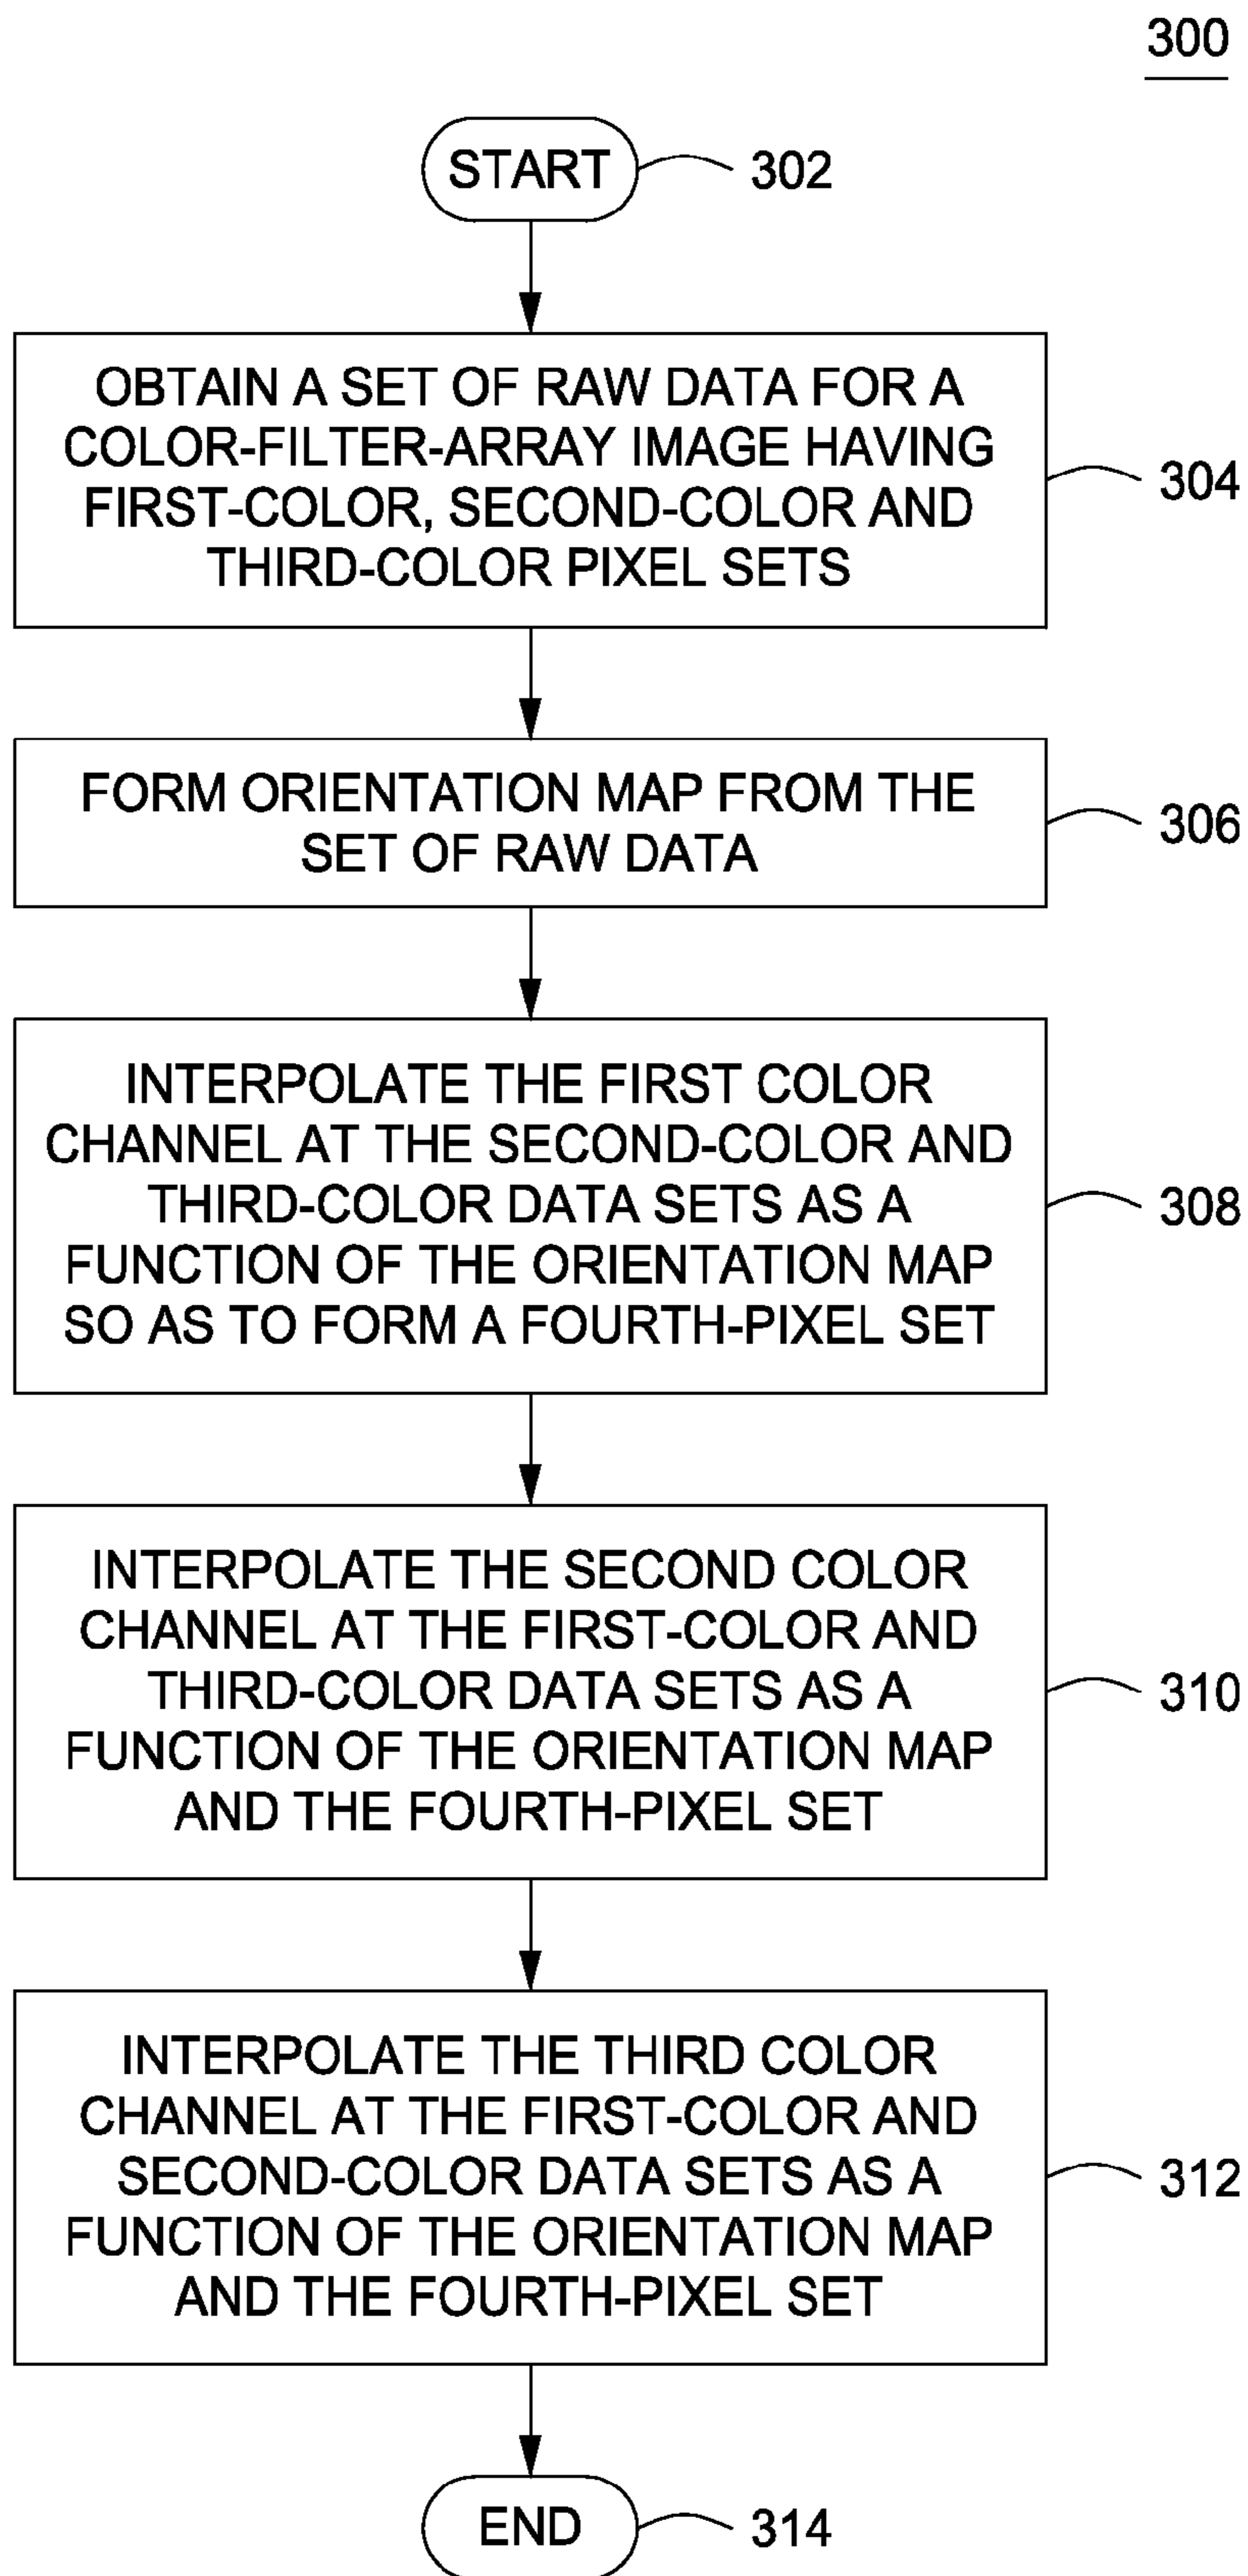 300
START
302
OBTAIN A SET OF RAW DATA FOR A
COLOR-FILTER-ARRAY IMAGE HAVING
FIRST-COLOR, SECOND-COLOR AND
THIRD-COLOR PIXEL SETS
304
FORM ORIENTATION MAP FROM THE
SET OF RAW DATA
306
INTERPOLATE THE FIRST COLOR
CHANNEL AT THE SECOND-COLOR AND
THIRD-COLOR DATA SETS AS A
FUNCTION OF THE ORIENTATION MAP
SO AS TO FORM A FOURTH-PIXEL SET
308
INTERPOLATE THE SECOND COLOR
CHANNEL AT THE FIRST-COLOR AND
THIRD-COLOR DATA SETS AS A
FUNCTION OF THE ORIENTATION MAP
AND THE FOURTH-PIXEL SET
310
INTERPOLATE THE THIRD COLOR
CHANNEL AT THE FIRST-COLOR AND
SECOND-COLOR DATA SETS AS A
FUNCTION OF THE ORIENTATION MAP
AND THE FOURTH-PIXEL SET
312
END
314